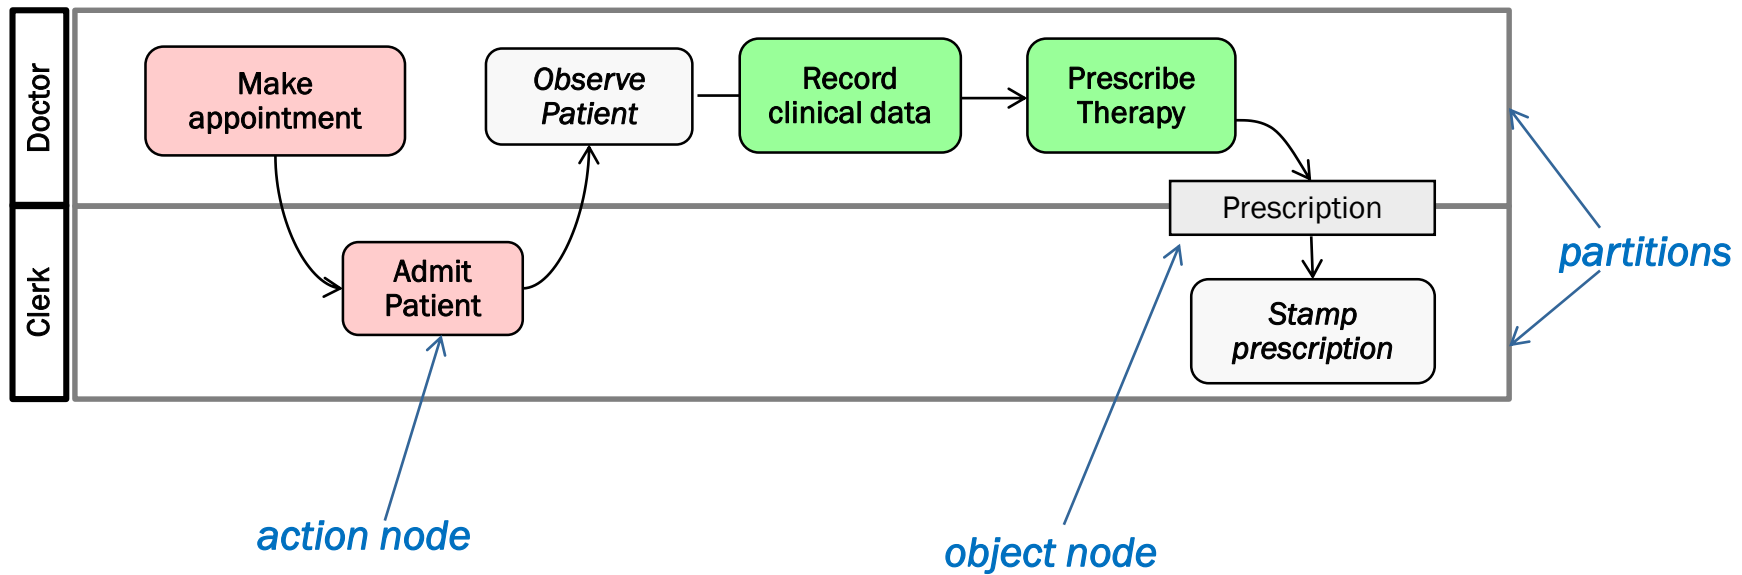 Doctor
Make
appointment
Observe
Patient
Record
clinical data
Prescribe
Therapy
Prescription
partitions
Clerk
Admit
Patient
Stamp
prescription
action node
object node